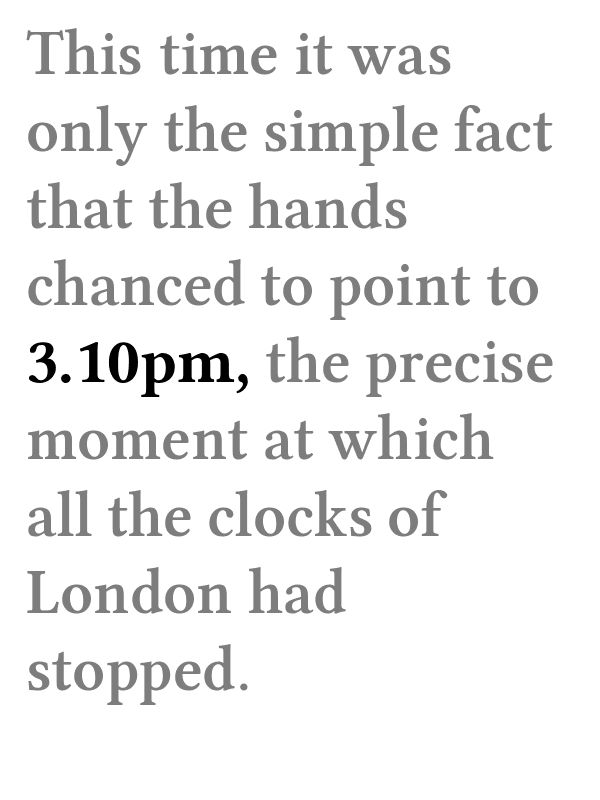 This time it was
only the simple fact
that the hands
chanced to point to
3.10pm, the precise
moment at which
all the clocks of
London had
stopped.